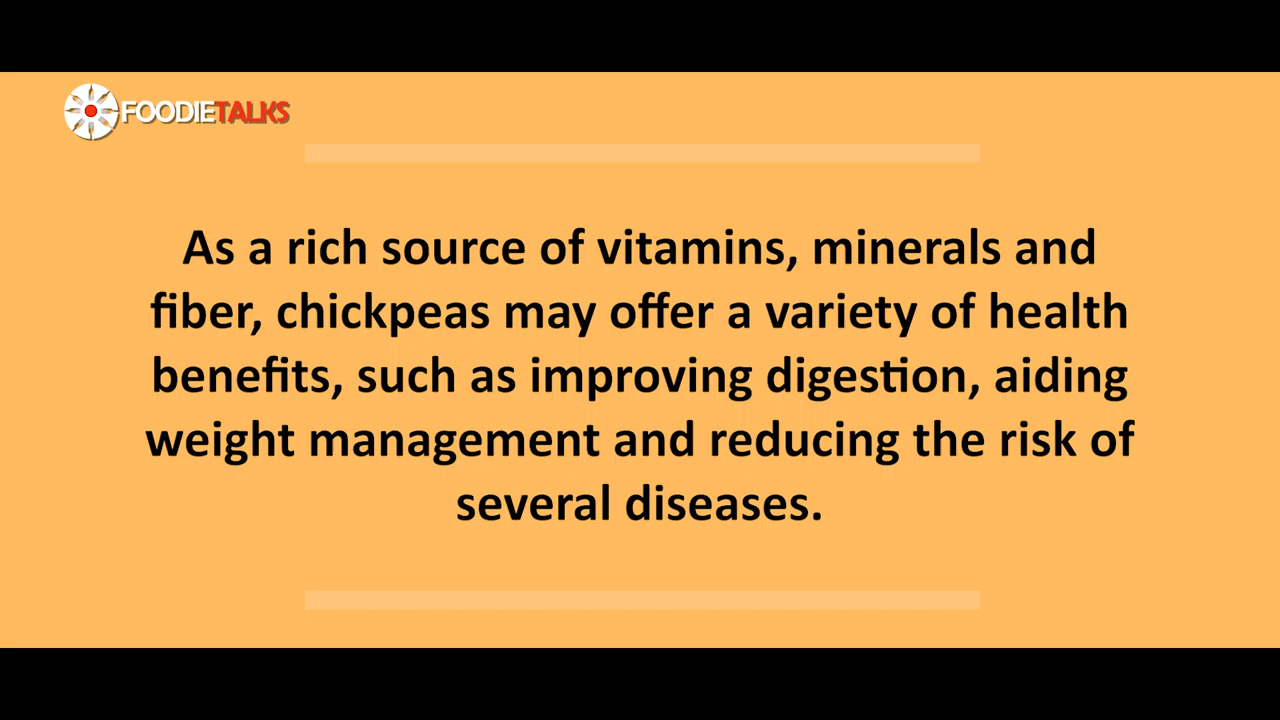 FOODIETALKS
As a rich source of vitamins, minerals and
fiber, chickpeas may offer a variety of health
benefits, such as improving digestion, aiding
weight management and reducing the risk of
several diseases.